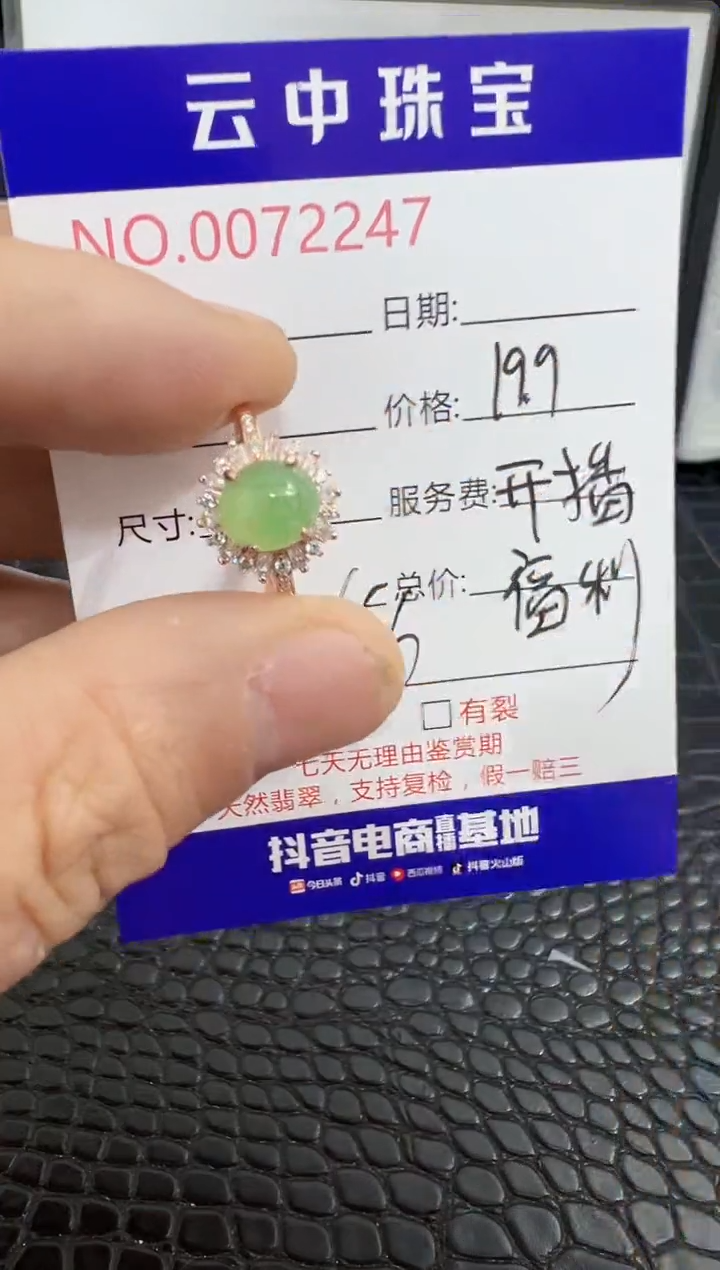 云中珠宝
NO.0072247
日期:
价格: 19.9
服务费: 开播
尺寸:
总价: 福利
有裂
七天无理由鉴赏期
天然翡翠，支持复检，假一赔三
抖音电商直播基地
今日头条 抖音 西瓜视频 抖音火山版